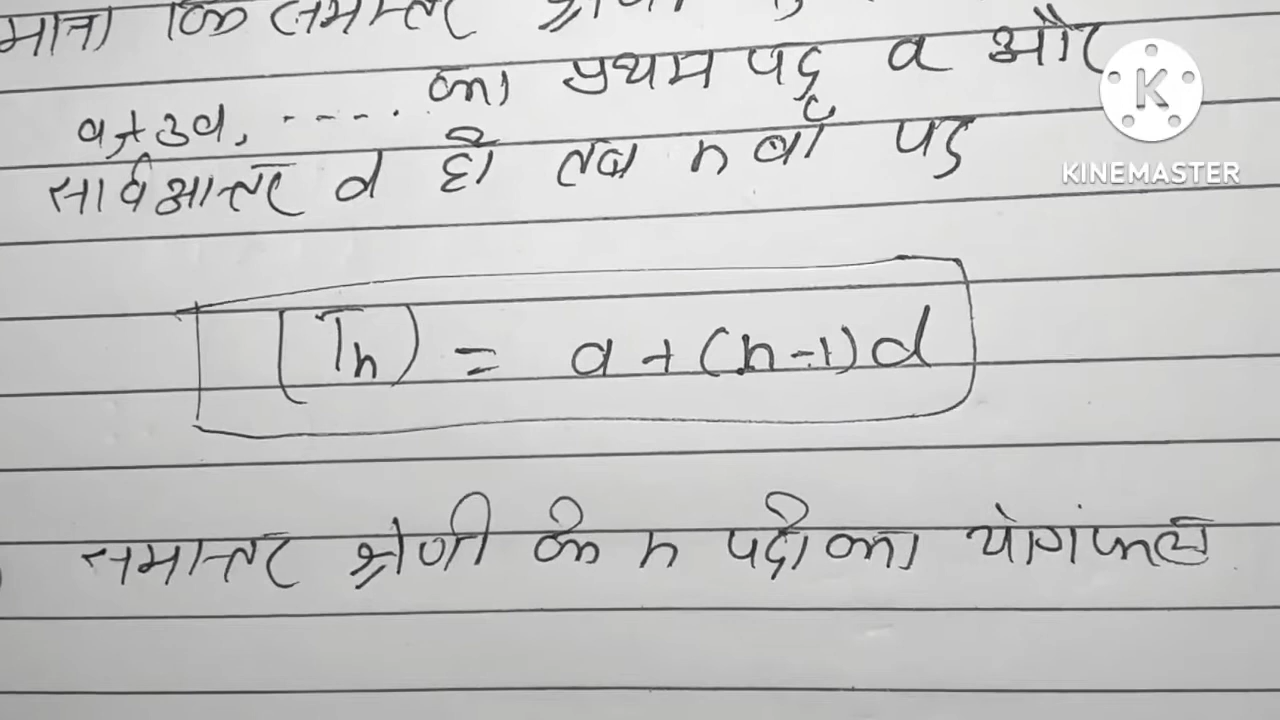 माना कि समान्तर श्रेणी
a+3d, ---- . का प्रथम पद a और
सार्वअन्तर d हो तब n वाँ पद
(Tn) = a + (n-1)d
समान्तर श्रेणी के n पदो का योगफल
KINEMASTER